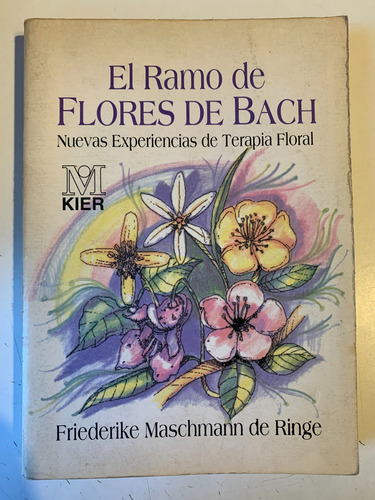 El Ramo de
FLORES DE BACH
Nuevas Experiencias de Terapia Floral
KIER
Friederike Maschmann de Ringe